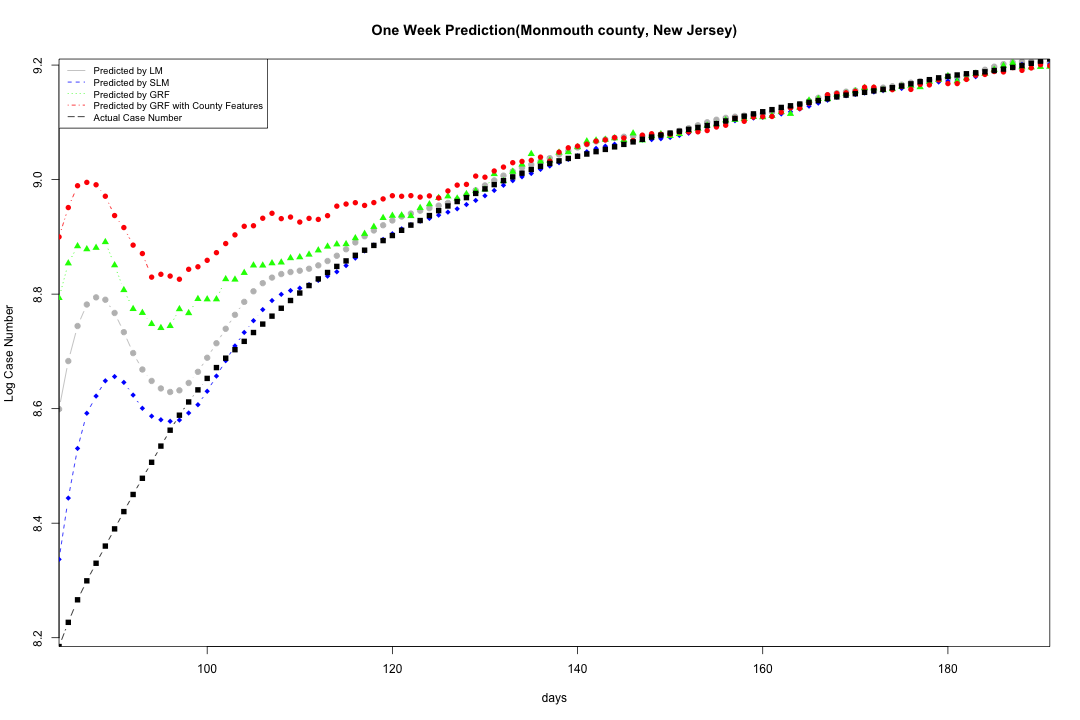 One Week Prediction(Monmouth county, New Jersey)
Predicted by LM
Predicted by SLM
Predicted by GRF
Predicted by GRF with County Features
Actual Case Number
Log Case Number
9.2
9.0
8.8
8.6
8.4
8.2
100 120 140 160 180
days